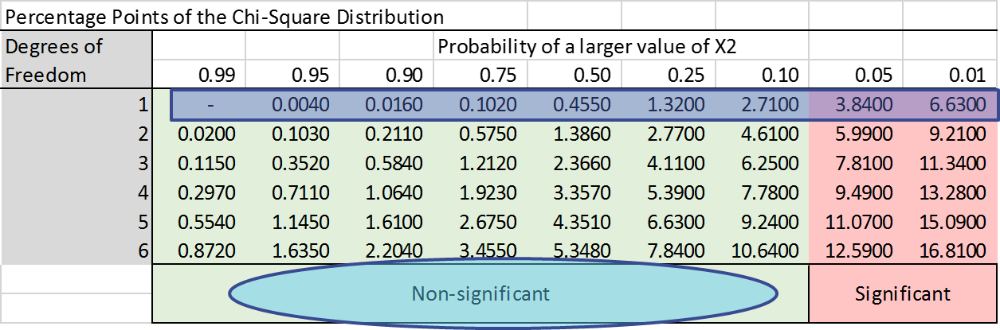 Percentage Points of the Chi-Square Distribution
Degrees of Freedom Probability of a larger value of X2
0.99 0.95 0.90 0.75 0.50 0.25 0.10 0.05 0.01
1 - 0.0040 0.0160 0.1020 0.4550 1.3200 2.7100 3.8400 6.6300
2 0.0200 0.1030 0.2110 0.5750 1.3860 2.7700 4.6100 5.9900 9.2100
3 0.1150 0.3520 0.5840 1.2120 2.3660 4.1100 6.2500 7.8100 11.3400
4 0.2970 0.7110 1.0640 1.9230 3.3570 5.3900 7.7800 9.4900 13.2800
5 0.5540 1.1450 1.6100 2.6750 4.3510 6.6300 9.2400 11.0700 15.0900
6 0.8720 1.6350 2.2040 3.4550 5.3480 7.8400 10.6400 12.5900 16.8100
Non-significant Significant